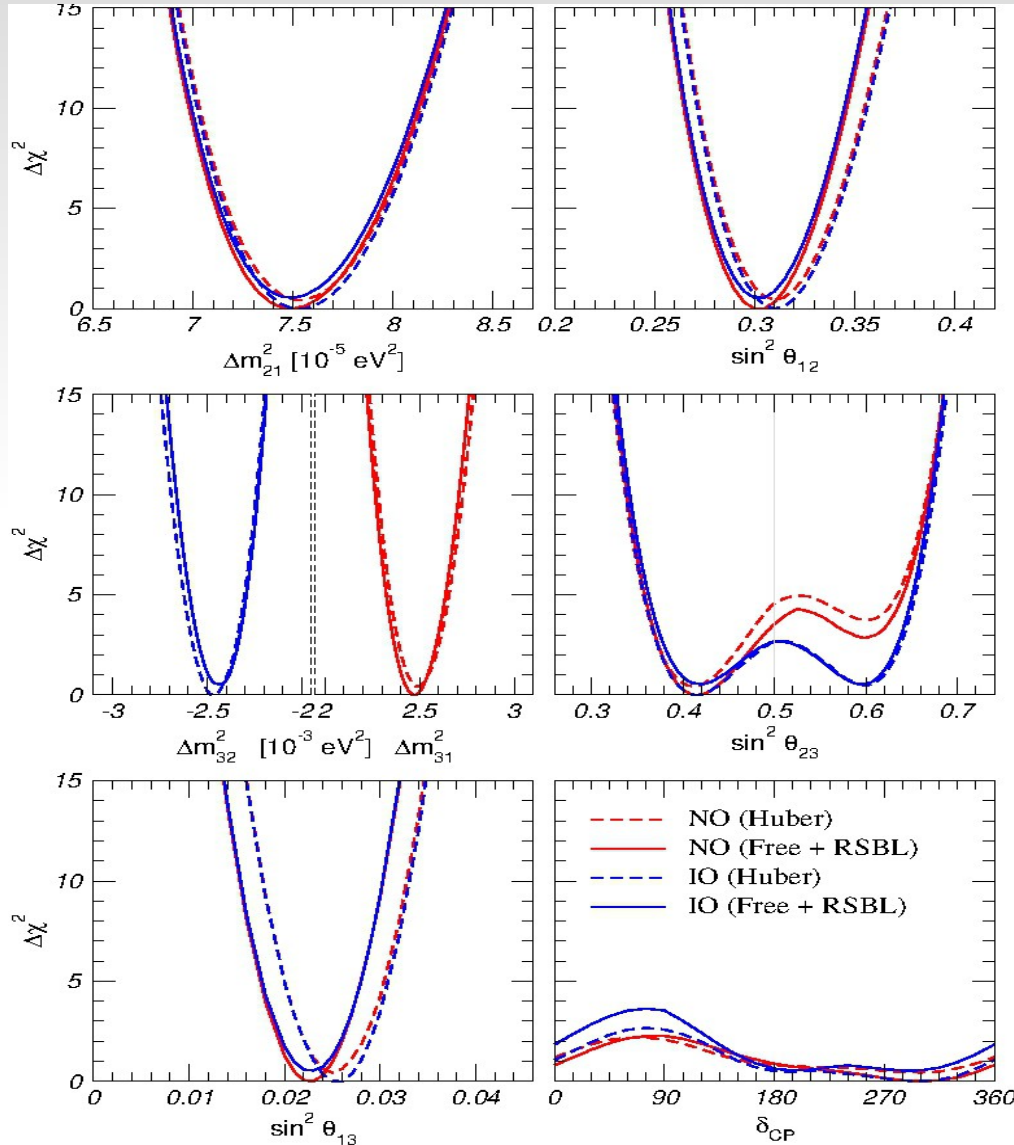 15
10
5
0
Δχ²
6.5 7 7.5 8 8.5
Δm²₂₁ [10⁻⁵ eV²]
0.2 0.25 0.3 0.35 0.4
sin² θ₁₂
15
10
5
0
Δχ²
-3 -2.5 -2 2 2.5 3
Δm²₃₂ [10⁻³ eV²] Δm²₃₁
0.3 0.4 0.5 0.6 0.7
sin² θ₂₃
15
10
5
0
Δχ²
0 0.01 0.02 0.03 0.04
sin² θ₁₃
NO (Huber)
NO (Free + RSBL)
IO (Huber)
IO (Free + RSBL)
0 90 180 270 360
δCP